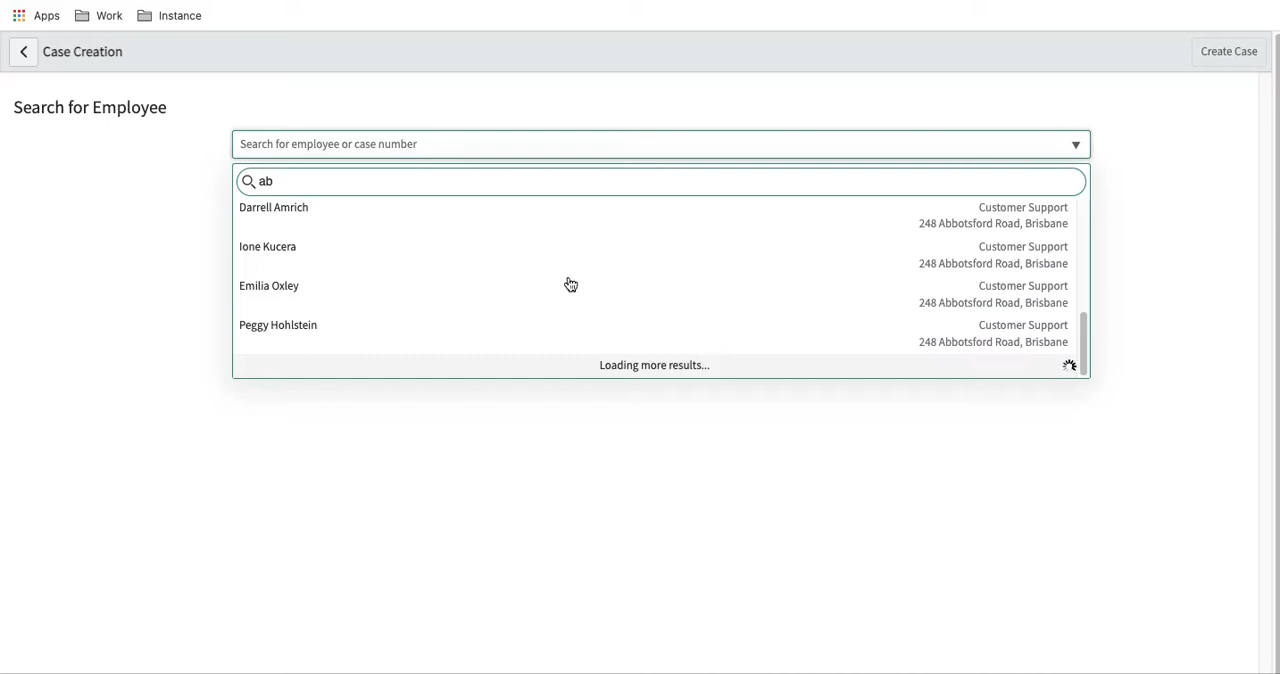 Apps Work Instance
Case Creation Create Case
Search for Employee
Search for employee or case number
ab
Darrell Amrich Customer Support
248 Abbotsford Road, Brisbane
Ione Kucera Customer Support
248 Abbotsford Road, Brisbane
Emilia Oxley Customer Support
248 Abbotsford Road, Brisbane
Peggy Hohlstein Customer Support
248 Abbotsford Road, Brisbane
Loading more results...